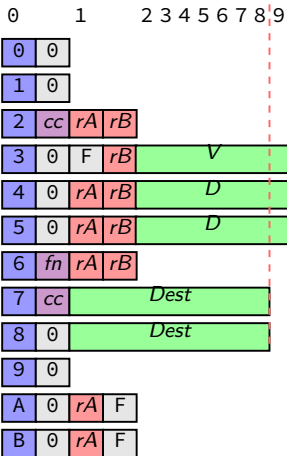 0 1 2 3 4 5 6 7 8 9
0 0
1 0
2 cc rA rB
3 0 F rB V
4 0 rA rB D
5 0 rA rB D
6 fn rA rB
7 cc Dest
8 0 Dest
9 0
A 0 rA F
B 0 rA F